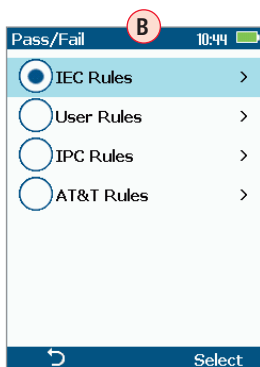 B
Pass/Fail 10:44
IEC Rules >
User Rules >
IPC Rules >
AT&T Rules >
Select